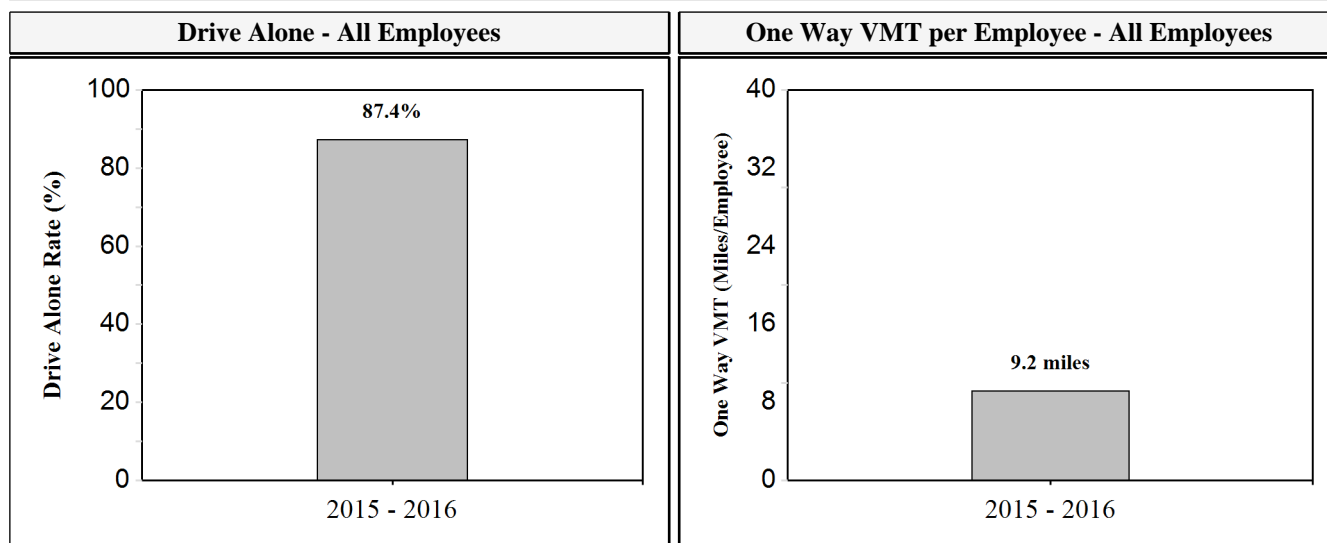 Drive Alone - All Employees
One Way VMT per Employee - All Employees
Drive Alone Rate (%)
100
80
60
40
20
0
87.4%
2015 - 2016
One Way VMT (Miles/Employee)
40
32
24
16
8
0
9.2 miles
2015 - 2016